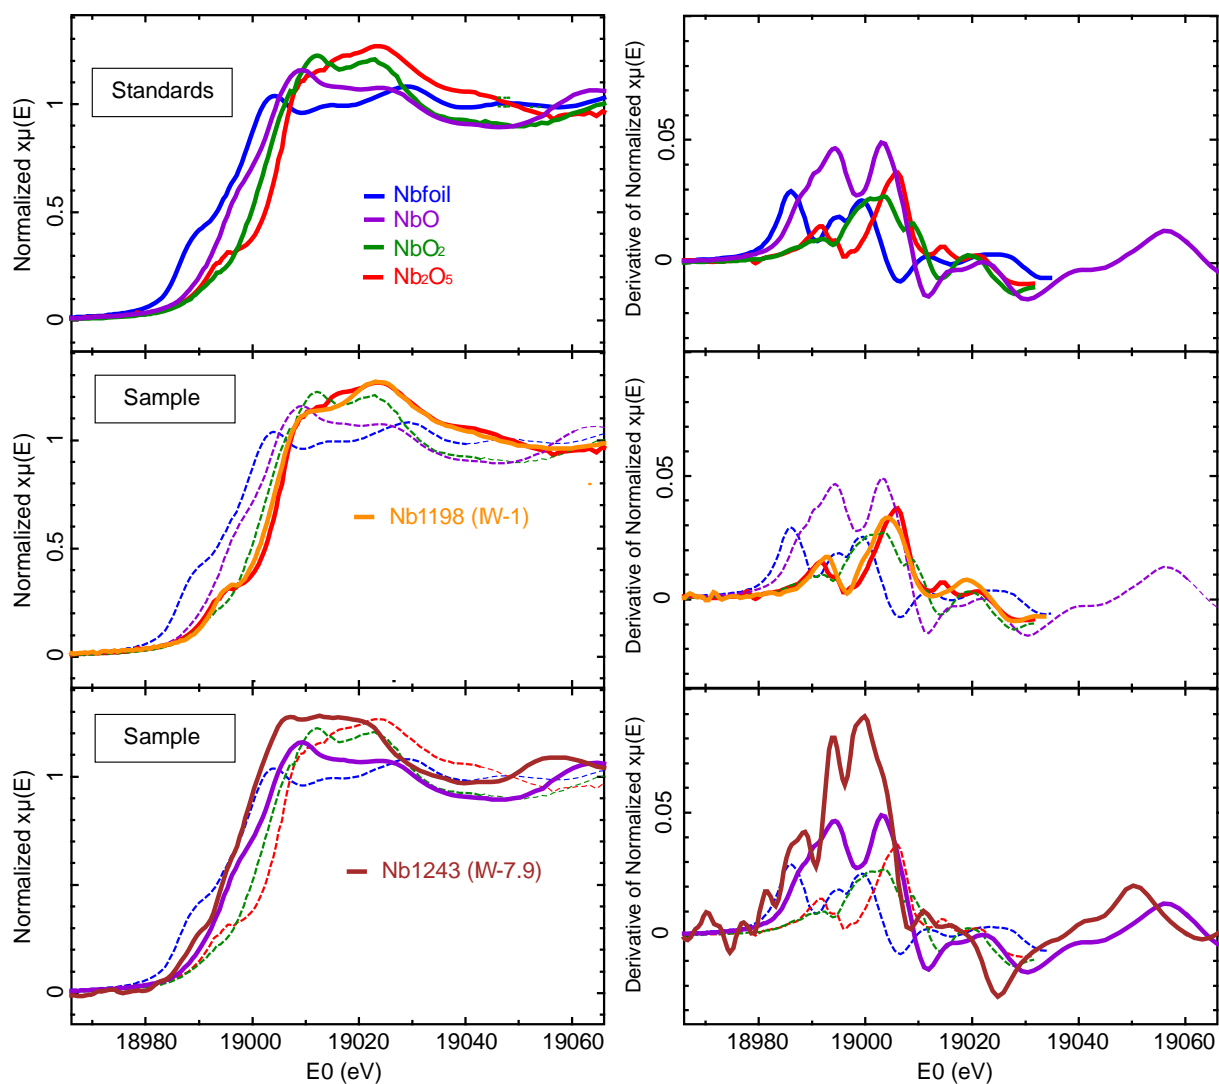 Standards
Normalized xμ(E)
1
0.5
0
Nbfoil
NbO
NbO₂
Nb₂O₅
Derivative of Normalized xμ(E)
0.05
0
Sample
Normalized xμ(E)
1
0.5
0
Nb1198 (IW-1)
Derivative of Normalized xμ(E)
0.05
0
Sample
Normalized xμ(E)
1
0.5
0
Nb1243 (IW-7.9)
Derivative of Normalized xμ(E)
0.05
0
18980 19000 19020 19040 19060
E0 (eV)
18980 19000 19020 19040 19060
E0 (eV)